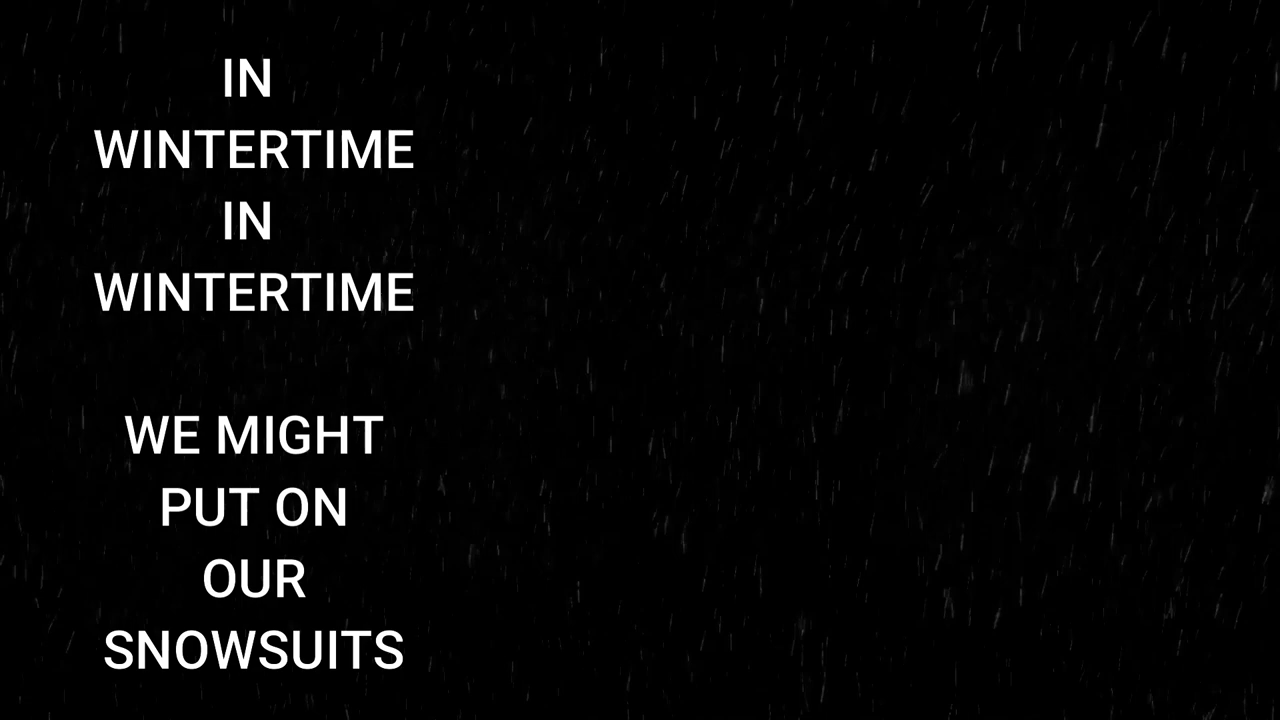 IN
WINTERTIME
IN
WINTERTIME
WE MIGHT
PUT ON
OUR
SNOWSUITS